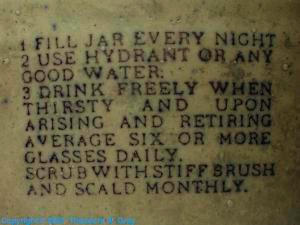 1 FILL JAR EVERY NIGHT
2 USE HYDRANT OR ANY
GOOD WATER.
3 DRINK FREELY WHEN
THIRSTY AND UPON
ARISING AND RETIRING
AVERAGE SIX OR MORE
GLASSES DAILY.
SCRUB WITH STIFF BRUSH
AND SCALD MONTHLY.